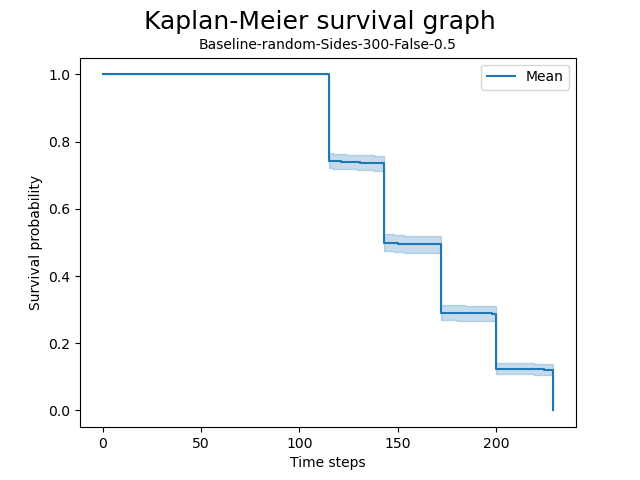 Kaplan-Meier survival graph
Baseline-random-Sides-300-False-0.5
Mean
1.0
0.8
0.6
0.4
0.2
0.0
Survival probability
0 50 100 150 200
Time steps